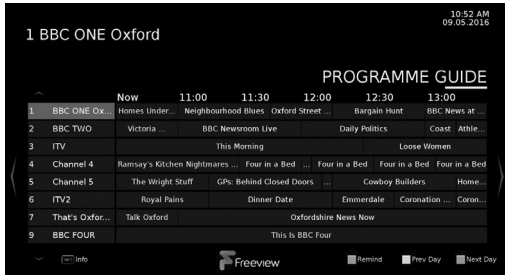 10:52 AM
09.05.2016
1 BBC ONE Oxford
PROGRAMME GUIDE
Now 11:00 11:30 12:00 12:30 13:00
1 BBC ONE Ox... Homes Under... Neighbourhood Blues Oxford Street ... Bargain Hunt BBC News at ...
2 BBC TWO Victoria ... BBC Newsroom Live Daily Politics Coast Athle...
3 ITV This Morning Loose Women
4 Channel 4 Ramsay's Kitchen Nightmares ... Four in a Bed ... Four in a Bed Four in a Bed Four in a Bed
5 Channel 5 The Wright Stuff GPs: Behind Closed Doors ... Cowboy Builders Home...
6 ITV2 Royal Pains Dinner Date Emmerdale Coronation ... Coron...
7 That's Oxfor... Talk Oxford Oxfordshire News Now
9 BBC FOUR This Is BBC Four
Info Freeview Remind Prev Day Next Day